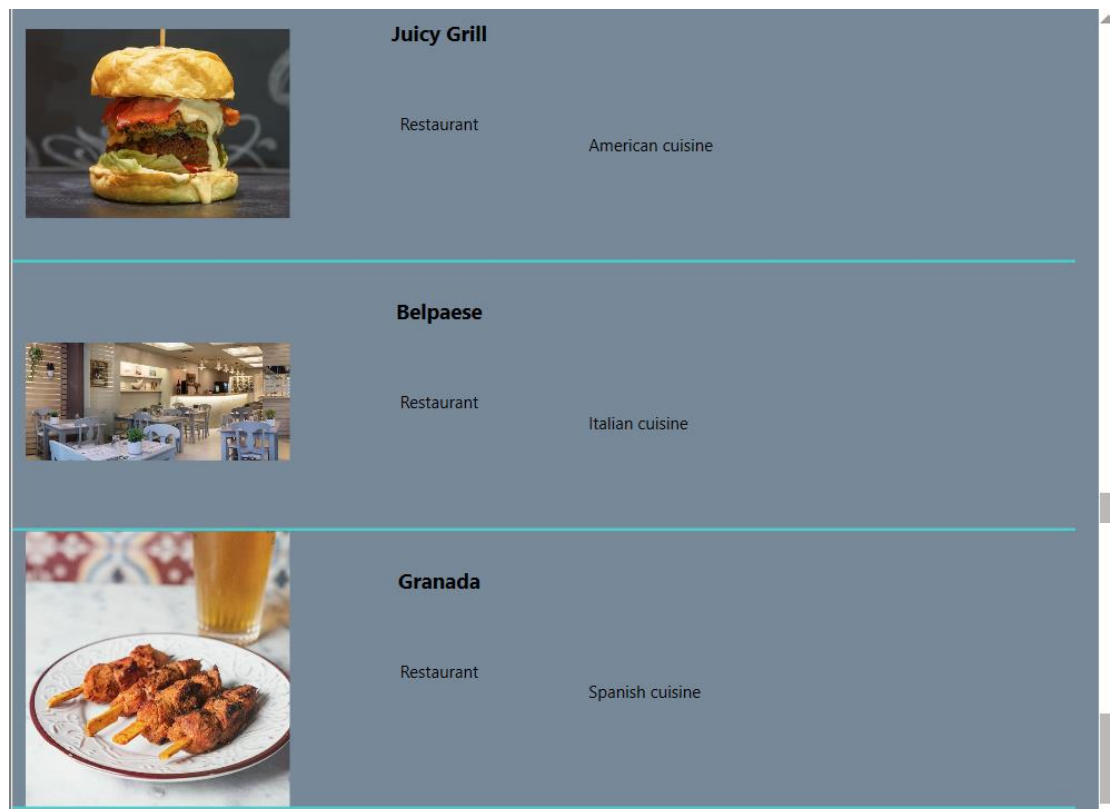 Juicy Grill
Restaurant
American cuisine
Belpaese
Restaurant
Italian cuisine
Granada
Restaurant
Spanish cuisine